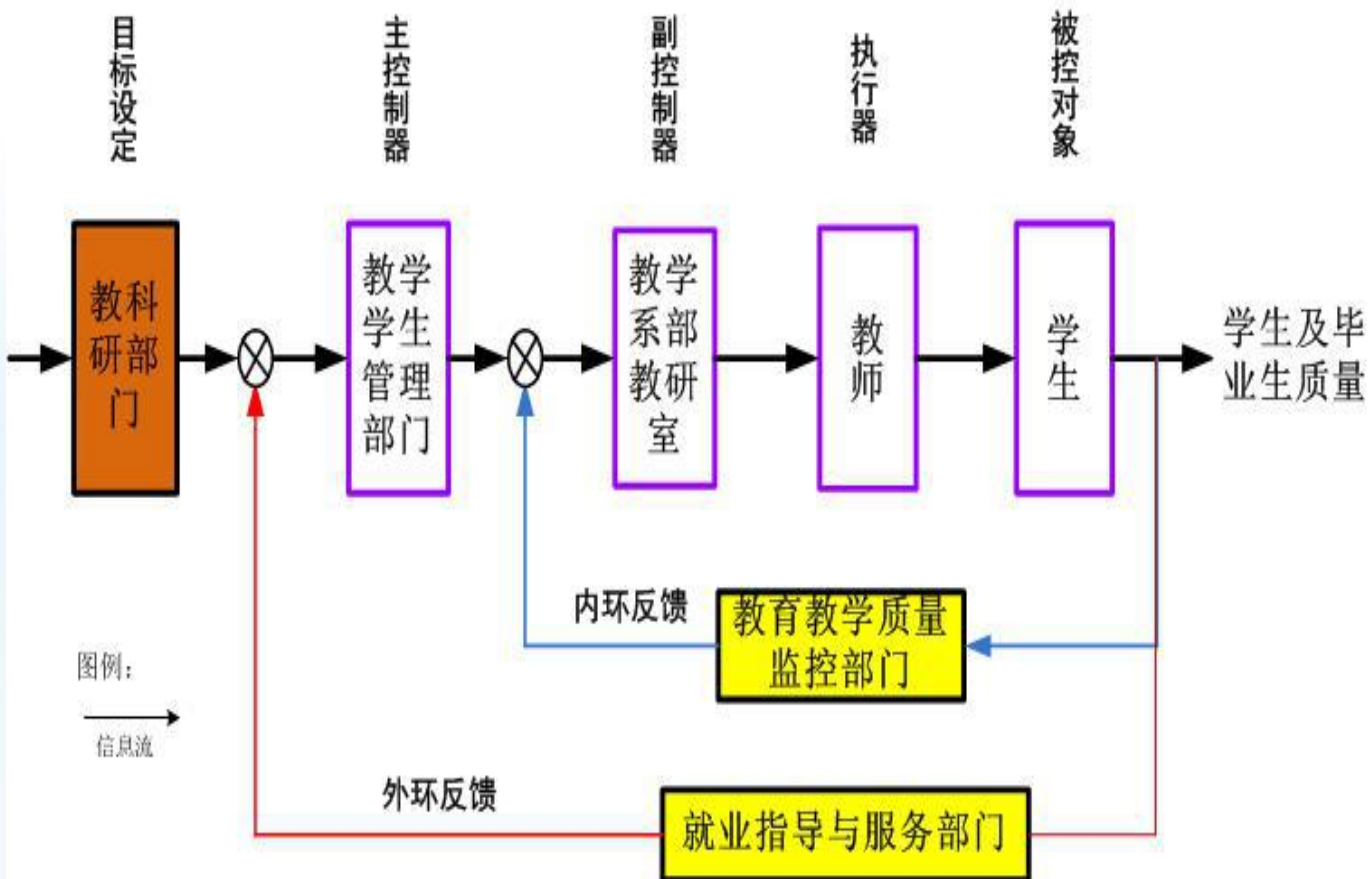 目标设定
主控制器
副控制器
执行器
被控对象
教科
研部
门
教学
学生
管理
部门
教学
系部
教研
室
教
师
学
生
学生及毕
业生质量
内环反馈
教育教学质量
监控部门
图例：
信息流
外环反馈
就业指导与服务部门